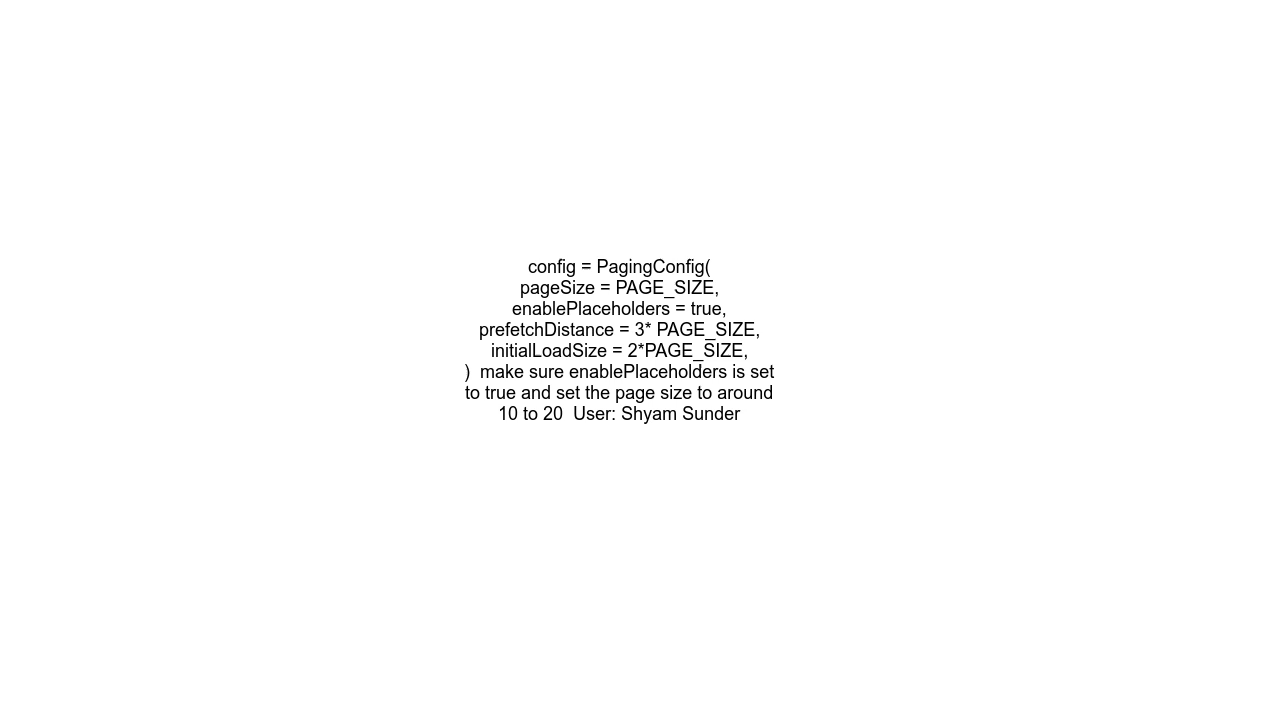 config = PagingConfig(
pageSize = PAGE_SIZE,
enablePlaceholders = true,
prefetchDistance = 3* PAGE_SIZE,
initialLoadSize = 2*PAGE_SIZE,
)  make sure enablePlaceholders is set
to true and set the page size to around
10 to 20  User: Shyam Sunder